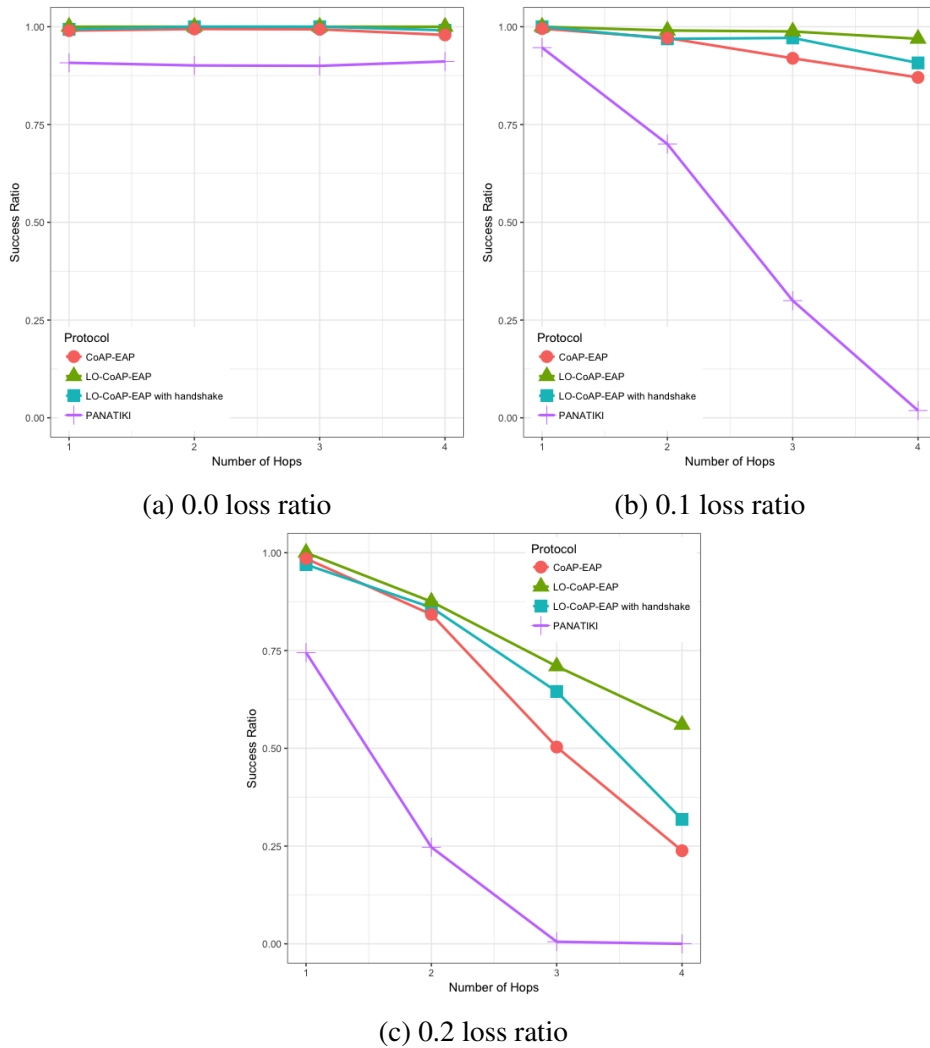 1.00
0.75
0.50
0.25
0.00
Success Ratio
Protocol
CoAP-EAP
LO-CoAP-EAP
LO-CoAP-EAP with handshake
PANATIKI
1
2
3
4
Number of Hops
(a) 0.0 loss ratio
1.00
0.75
0.50
0.25
0.00
Success Ratio
Protocol
CoAP-EAP
LO-CoAP-EAP
LO-CoAP-EAP with handshake
PANATIKI
1
2
3
4
Number of Hops
(b) 0.1 loss ratio
1.00
0.75
0.50
0.25
0.00
Success Ratio
Protocol
CoAP-EAP
LO-CoAP-EAP
LO-CoAP-EAP with handshake
PANATIKI
1
2
3
4
Number of Hops
(c) 0.2 loss ratio